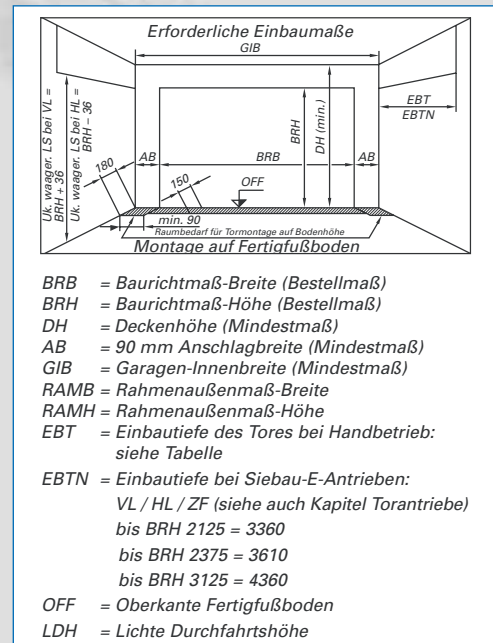 Erforderliche Einbaumaße
GIB
Uk. waager. LS bei VL =
BRH + 36
Uk. waager. LS bei HL =
BRH – 36
EBT
EBTN
BRH
DH (min.)
180
AB
BRB
AB
150
OFF
min. 90
Raumbedarf für Tormontage auf Bodenhöhe
Montage auf Fertigfußboden
BRB = Baurichtmaß-Breite (Bestellmaß)
BRH = Baurichtmaß-Höhe (Bestellmaß)
DH = Deckenhöhe (Mindestmaß)
AB = 90 mm Anschlagbreite (Mindestmaß)
GIB = Garagen-Innenbreite (Mindestmaß)
RAMB = Rahmenaußenmaß-Breite
RAMH = Rahmenaußenmaß-Höhe
EBT = Einbautiefe des Tores bei Handbetrieb:
siehe Tabelle
EBTN = Einbautiefe bei Siebau-E-Antrieben:
VL / HL / ZF (siehe auch Kapitel Torantriebe)
bis BRH 2125 = 3360
bis BRH 2375 = 3610
bis BRH 3125 = 4360
OFF = Oberkante Fertigfußboden
LDH = Lichte Durchfahrtshöhe